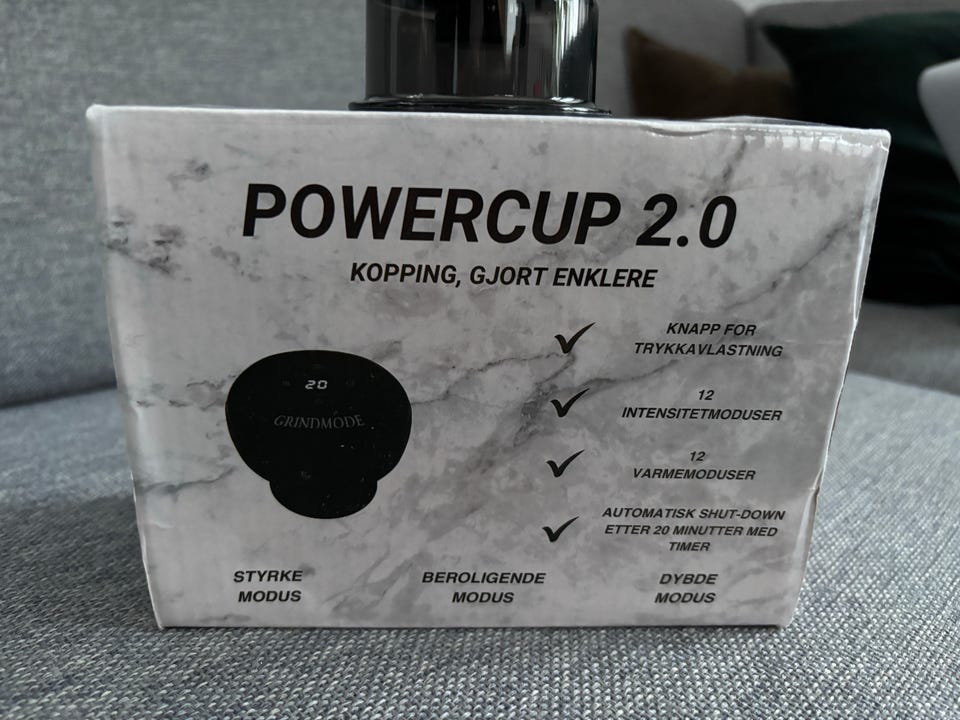 POWERCUP 2.0
KOPPING, GJORT ENKLERE
KNAPP FOR
TRYKKAVLASTNING
12
INTENSITETMODUSER
12
VARMEMODUSER
AUTOMATISK SHUT-DOWN
ETTER 20 MINUTTER MED
TIMER
20
GRINDMÓDE
STYRKE
MODUS
BEROLIGENDE
MODUS
DYBDE
MODUS